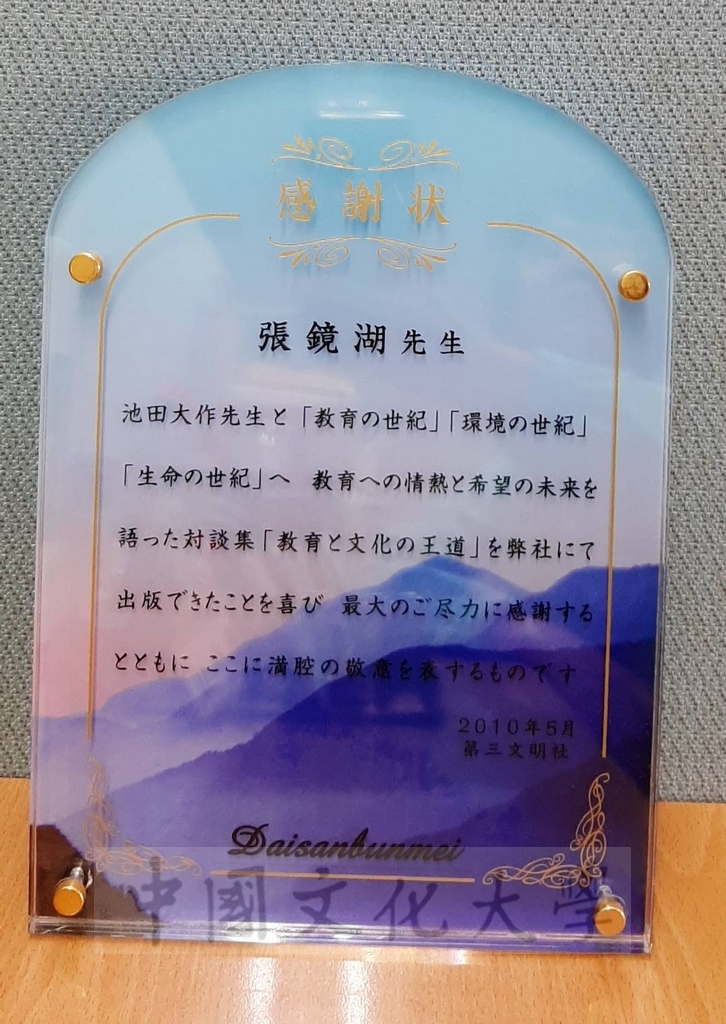 感謝状
張鏡湖先生
池田大作先生と「教育の世紀」「環境の世紀」
「生命の世紀」へ 教育への情熱と希望の未来を
語った対談集「教育と文化の王道」を弊社にて
出版できたことを喜び 最大のご尽力に感謝する
とともに ここに満腔の敬意を表するものです
2010年5月
第三文明社
Daisanbunmei
中國文化大學